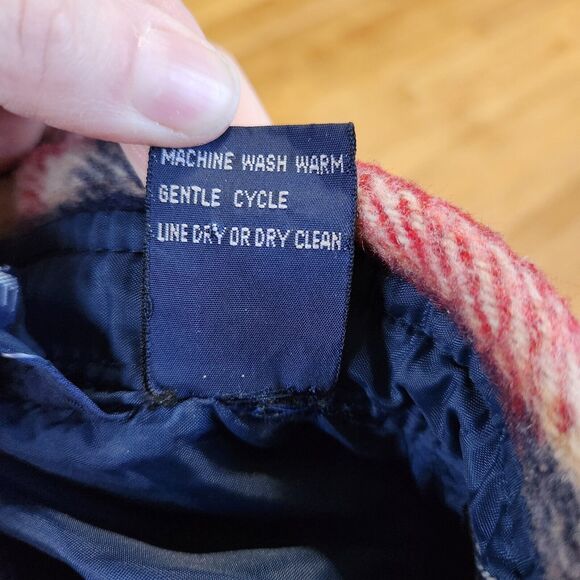 MACHINE WASH WARM
GENTLE CYCLE
LINE DRY OR DRY CLEAN